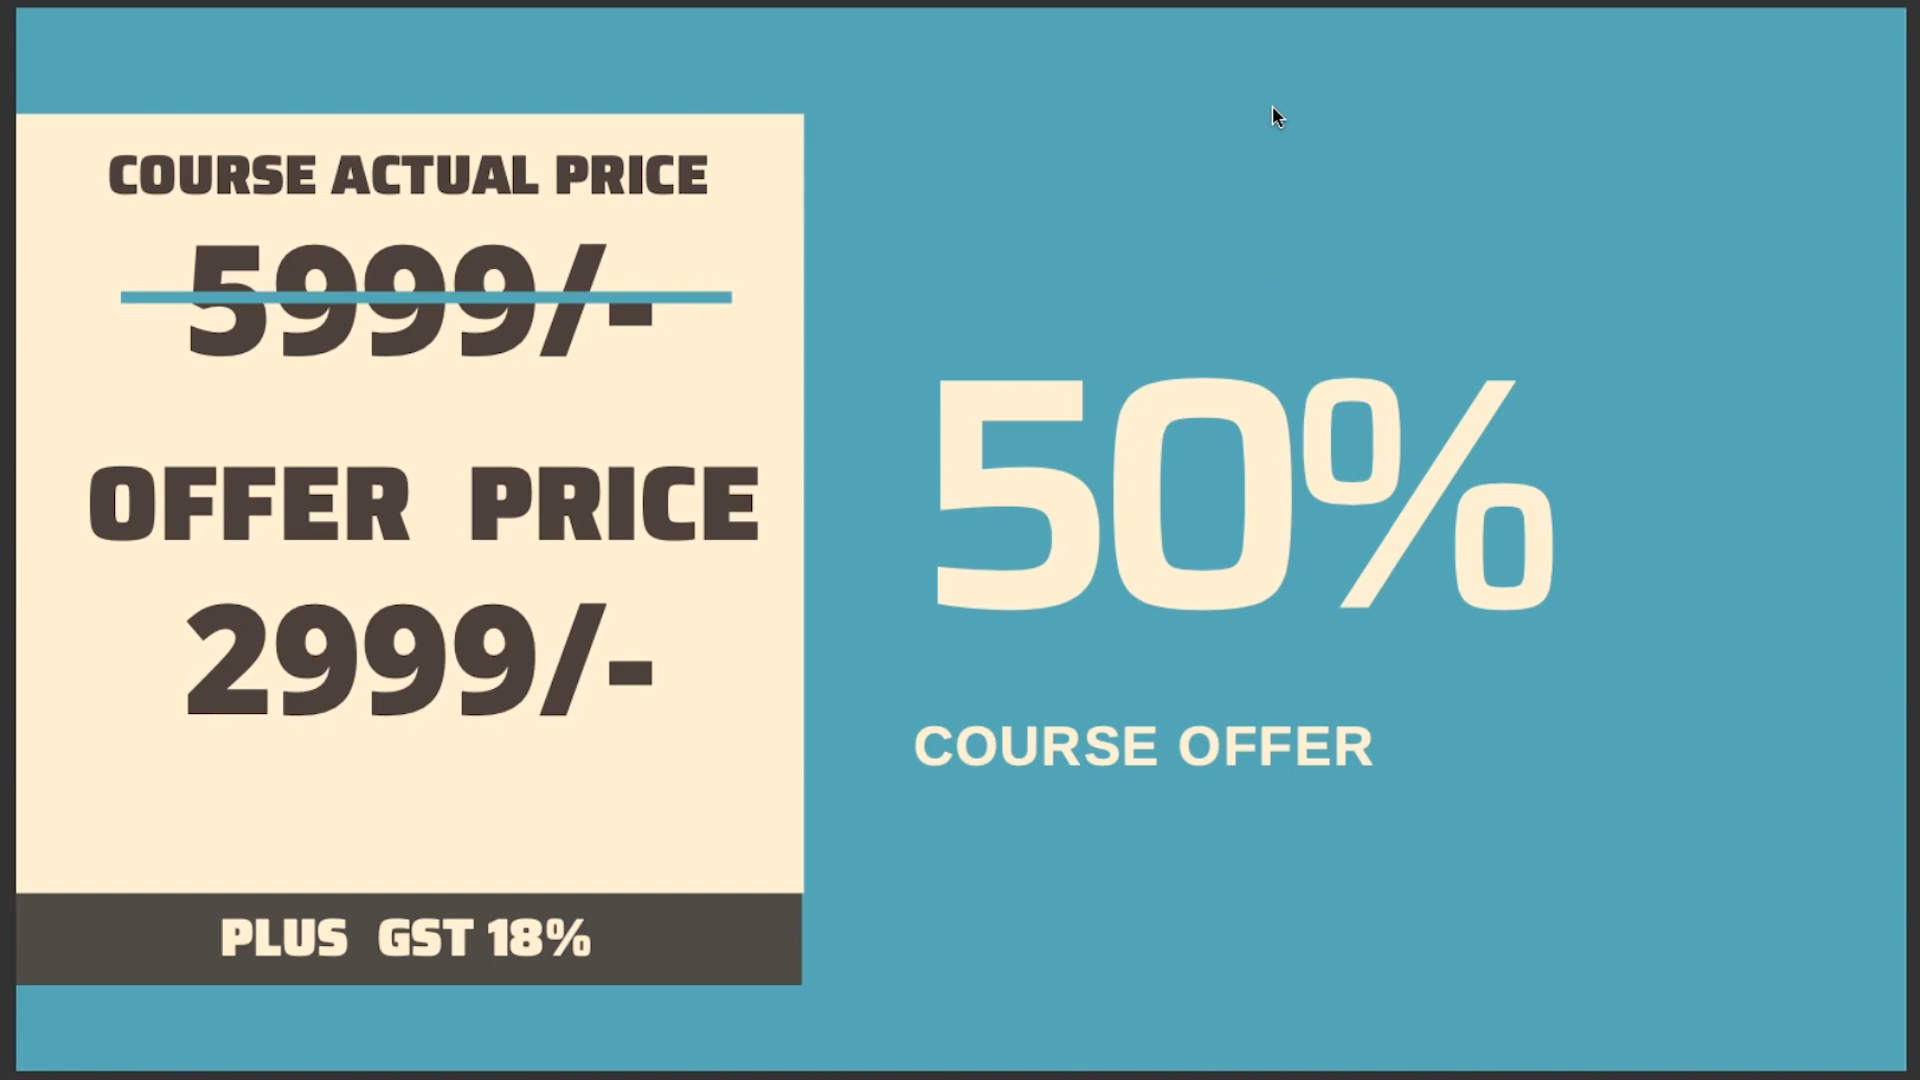 COURSE ACTUAL PRICE
5999/-
OFFER PRICE
2999/-
PLUS GST 18%
50%
COURSE OFFER